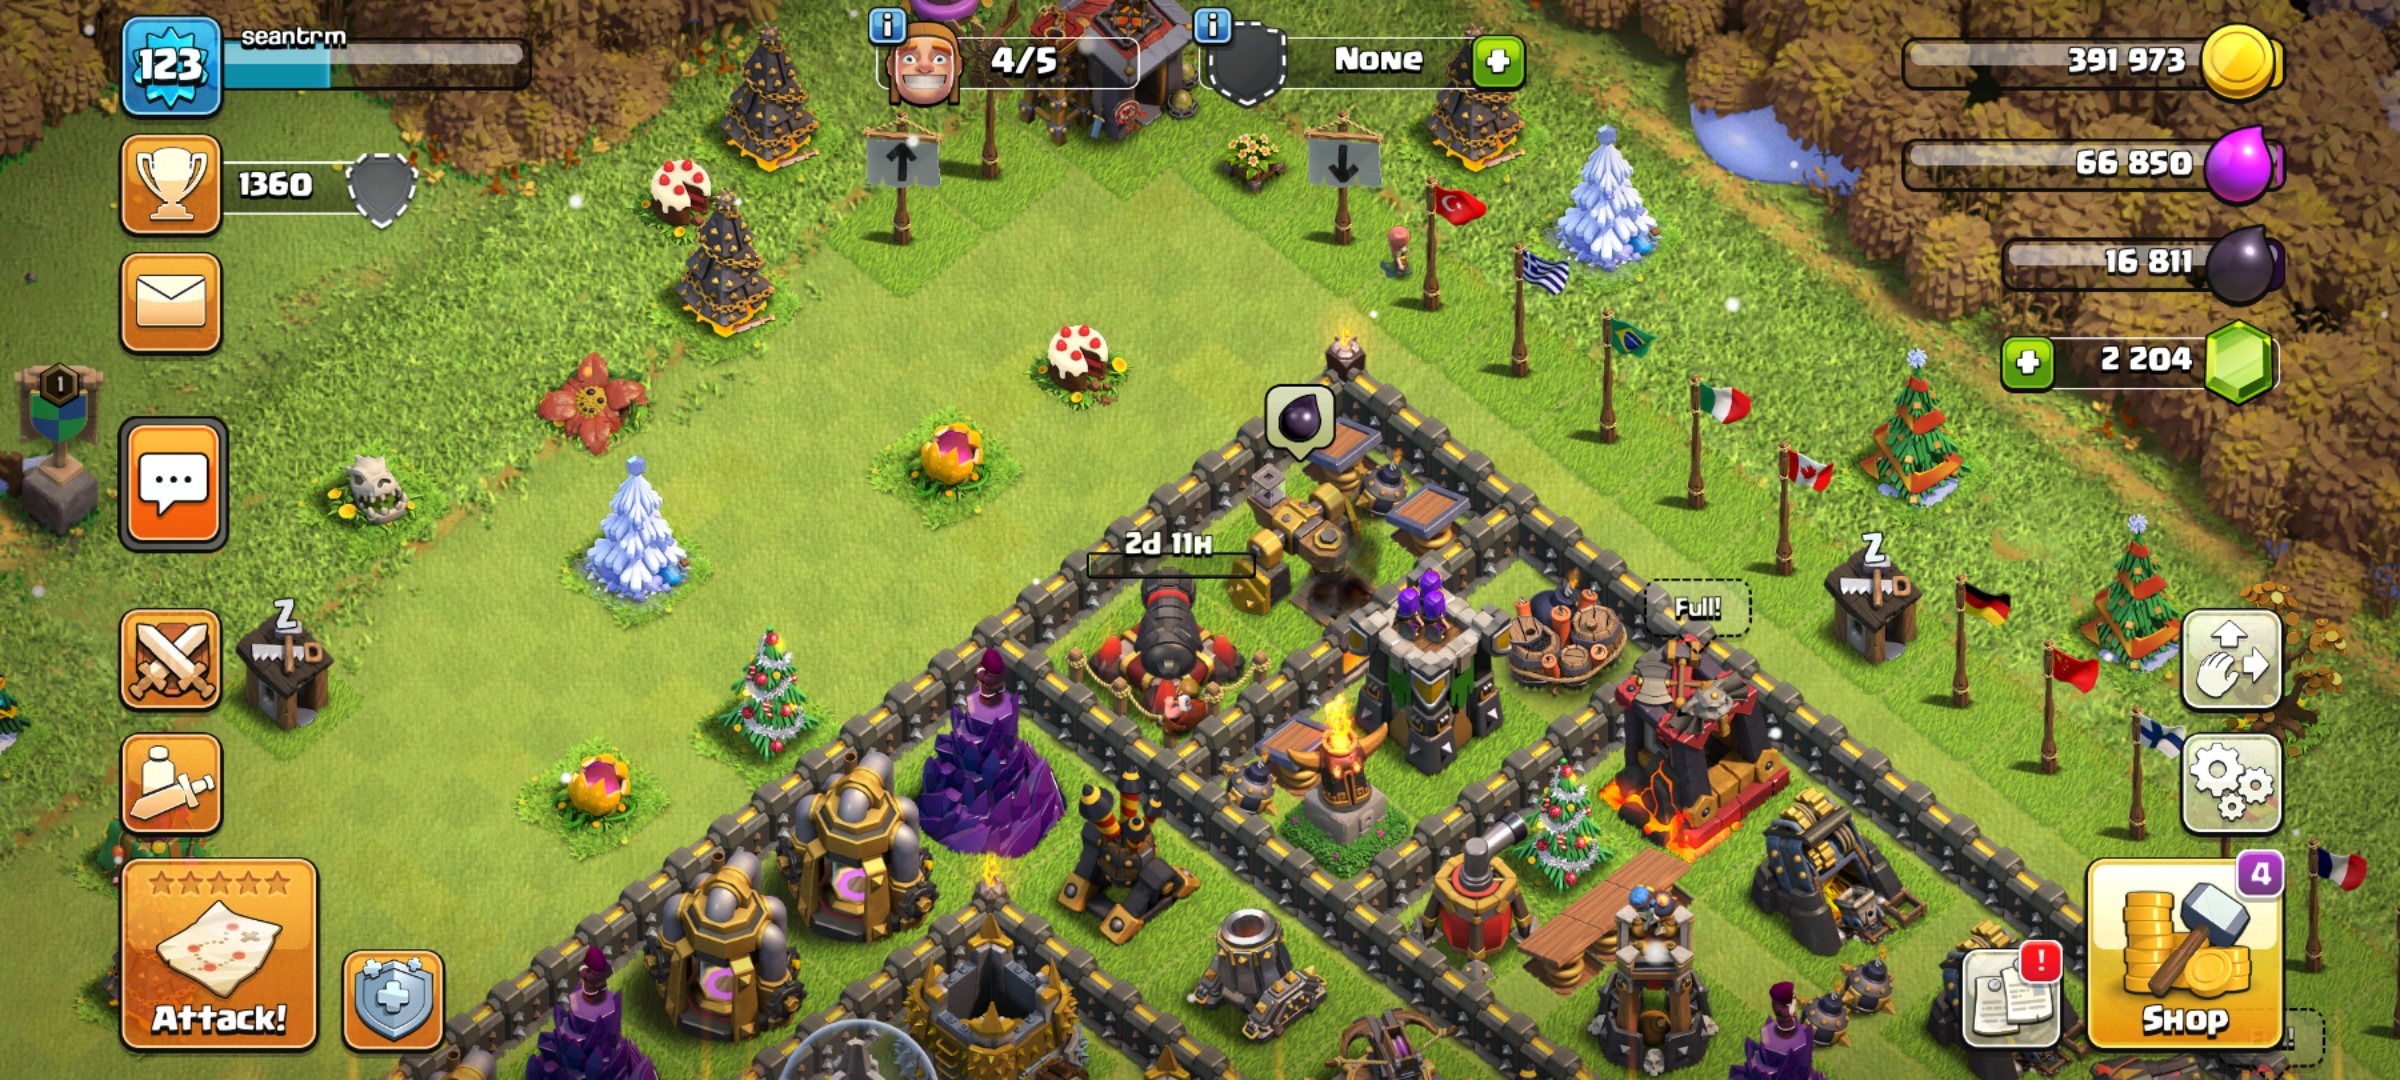 123
seantrm
4/5
None
391 973
1360
66 850
16 811
2 204
1
2d 11H
Z
Z
Full!
4
Attack!
!
Shop